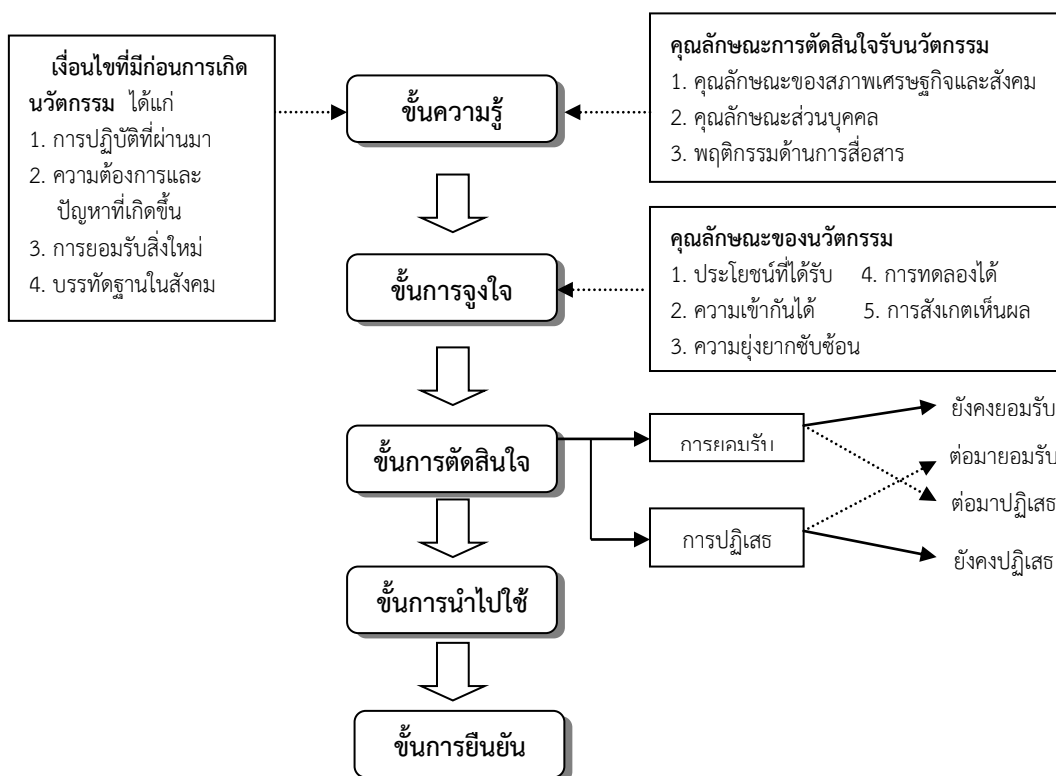 เงื่อนไขที่มีก่อนการเกิด
นวัตกรรม ได้แก่
1. การปฏิบัติที่ผ่านมา
2. ความต้องการและ
ปัญหาที่เกิดขึ้น
3. การยอมรับสิ่งใหม่
4. บรรทัดฐานในสังคม
ขั้นความรู้
คุณลักษณะการตัดสินใจรับนวัตกรรม
1. คุณลักษณะของสภาพเศรษฐกิจและสังคม
2. คุณลักษณะส่วนบุคคล
3. พฤติกรรมด้านการสื่อสาร
ขั้นการจูงใจ
คุณลักษณะของนวัตกรรม
1. ประโยชน์ที่ได้รับ 4. การทดลองได้
2. ความเข้ากันได้ 5. การสังเกตเห็นผล
3. ความยุ่งยากซับซ้อน
ขั้นการตัดสินใจ
การยอมรับ
การปฏิเสธ
ยังคงยอมรับ
ต่อมายอมรับ
ต่อมาปฏิเสธ
ยังคงปฏิเสธ
ขั้นการนำไปใช้
ขั้นการยืนยัน